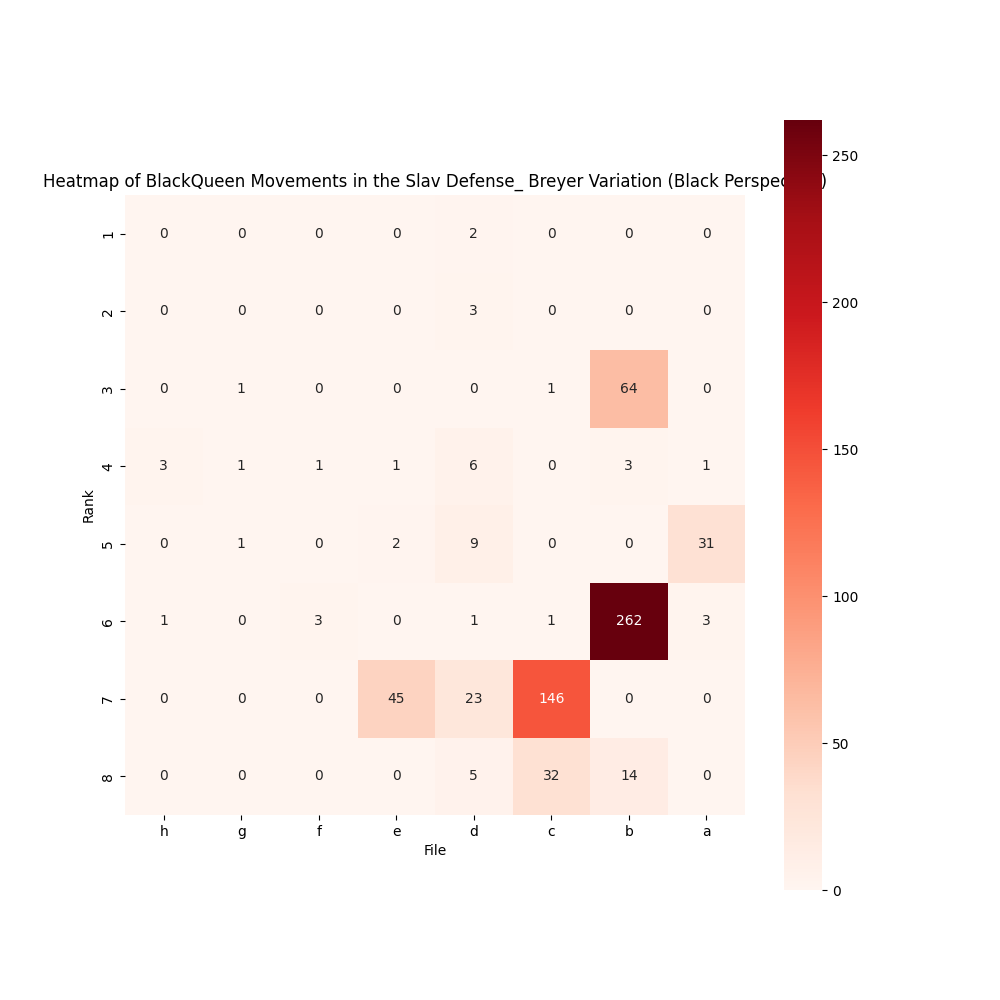 Heatmap of BlackQueen Movements in the Slav Defense_ Breyer Variation (Black )
1 0 0 0 0 2 0 0 0
2 0 0 0 0 3 0 0 0
3 0 1 0 0 0 1 64 0
4 3 1 1 1 6 0 3 1
5 0 1 0 2 9 0 0 31
6 1 0 3 0 1 1 262 3
7 0 0 0 45 23 146 0 0
8 0 0 0 0 5 32 14 0
h g f e d c b a
File
Rank
250
200
150
100
50
0